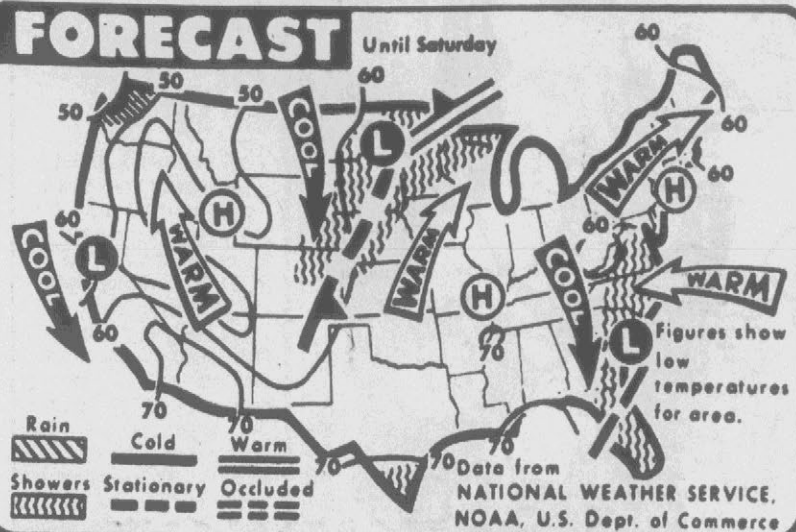 FORECAST
Until Saturday
60
60
50
50
50
60
60
60
60
60
60
COOL
COOL
COOL
WARM
WARM
WARM
WARM
L
L
L
H
H
H
70
70
70
70
70
70
Figures show
low
temperatures
for area.
Rain
Cold
Warm
Showers
Stationary
Occluded
Data from
NATIONAL WEATHER SERVICE,
NOAA, U.S. Dept. of Commerce